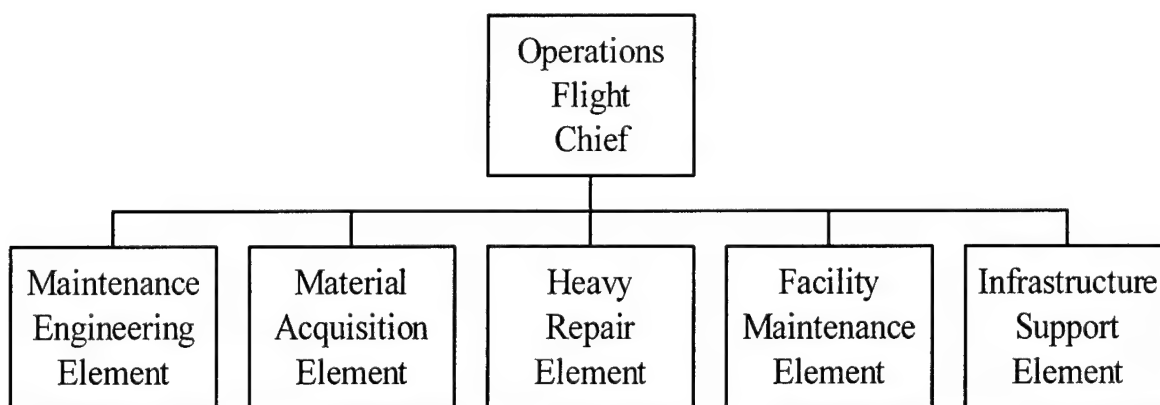 Operations
Flight
Chief
Maintenance
Engineering
Element
Material
Acquisition
Element
Heavy
Repair
Element
Facility
Maintenance
Element
Infrastructure
Support
Element